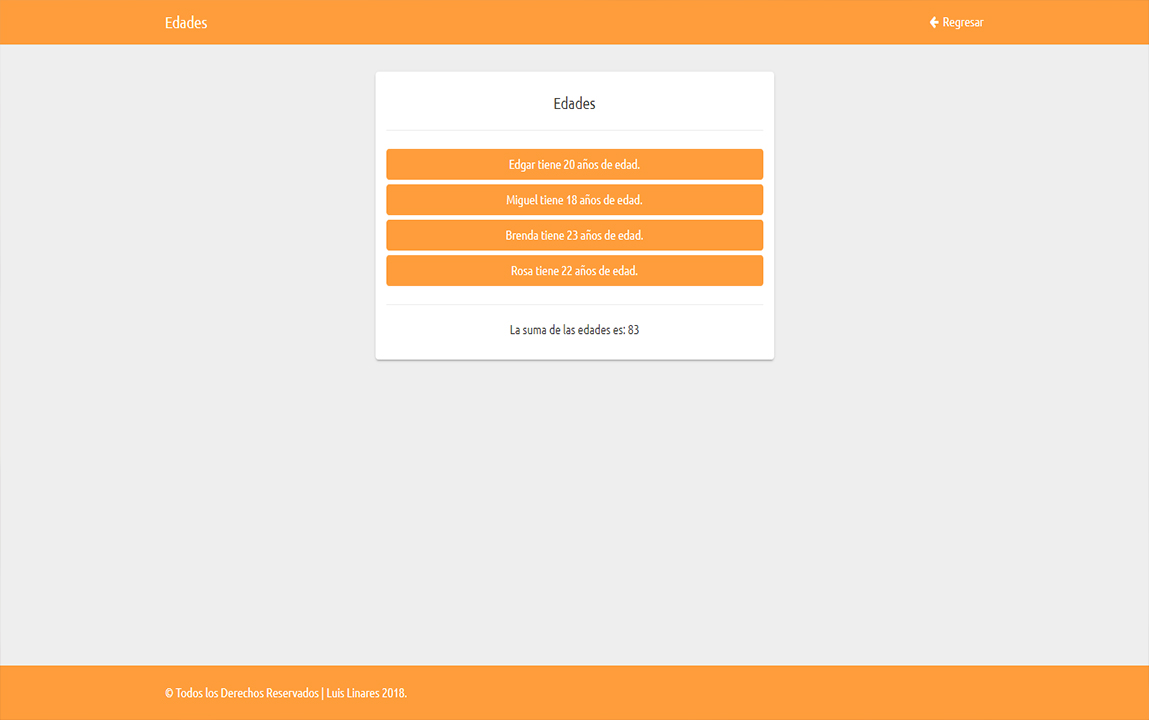 Edades
Regresar
Edades
Edgar tiene 20 años de edad.
Miguel tiene 18 años de edad.
Brenda tiene 23 años de edad.
Rosa tiene 22 años de edad.
La suma de las edades es: 83
© Todos los Derechos Reservados | Luis Linares 2018.